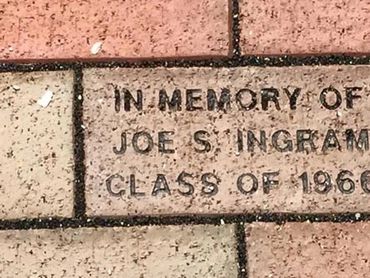 IN MEMORY OF
JOE S. INGRAM
CLASS OF 1966